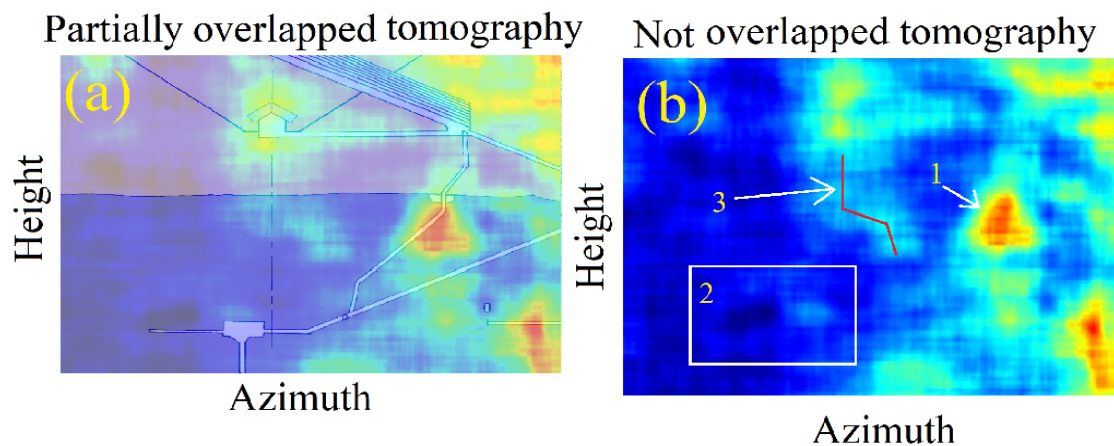 Partially overlapped tomography
Not overlapped tomography
(a)
(b)
Height
Height
1
2
3
Azimuth
Azimuth